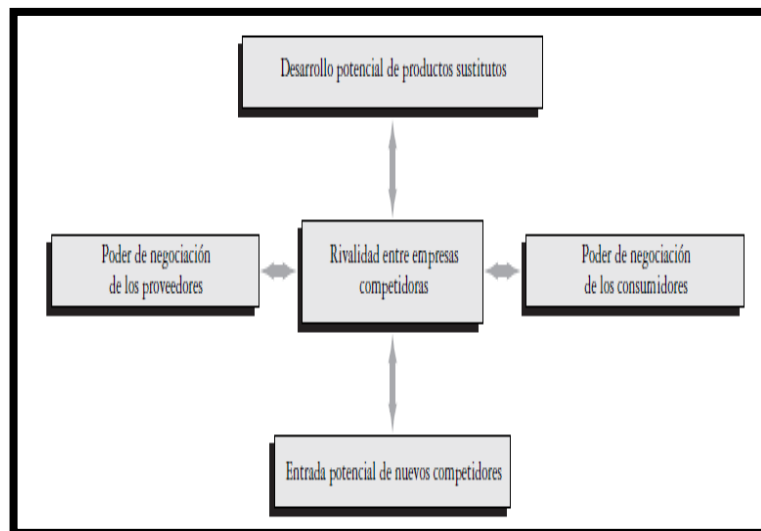 Desarrollo potencial de productos sustitutos
Poder de negociación
de los proveedores
Rivalidad entre empresas
competidoras
Poder de negociación
de los consumidores
Entrada potencial de nuevos competidores